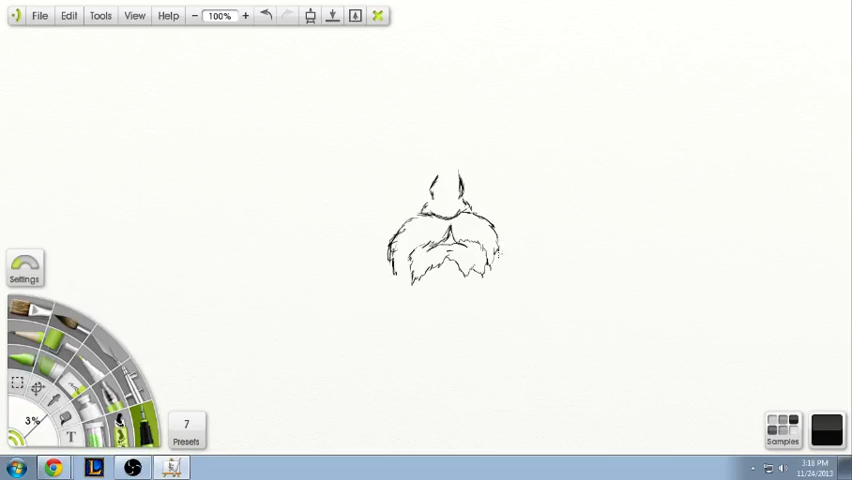 File Edit Tools View Help − 100% +
Settings
3%
T
7
Presets
Samples
L
3:18 PM
11/24/2013